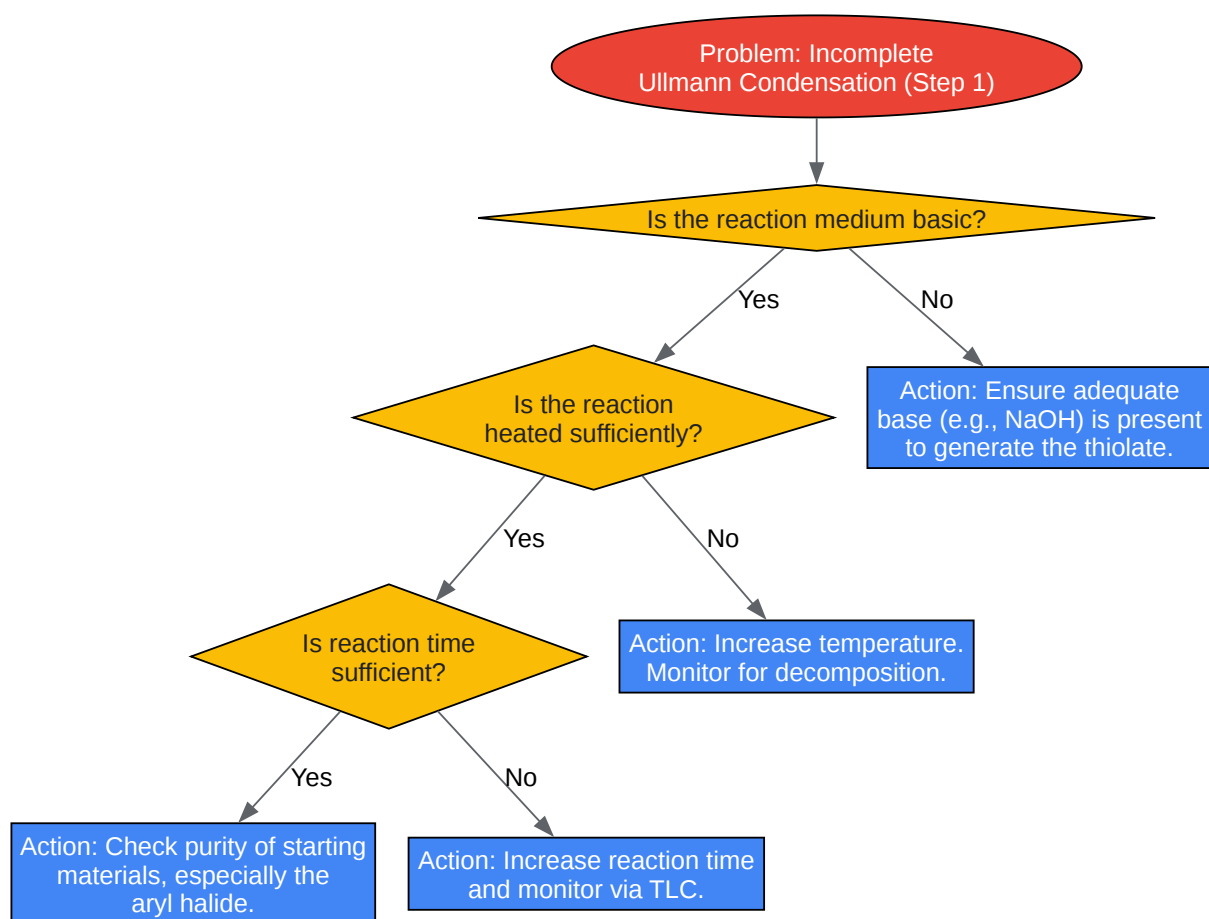 Problem: Incomplete
Ullmann Condensation (Step 1)
Is the reaction medium basic?
Yes
No
Is the reaction
heated sufficiently?
Action: Ensure adequate
base (e.g., NaOH) is present
to generate the thiolate.
Yes
No
Is reaction time
sufficient?
Action: Increase temperature.
Monitor for decomposition.
Yes
No
Action: Check purity of starting
materials, especially the
aryl halide.
Action: Increase reaction time
and monitor via TLC.